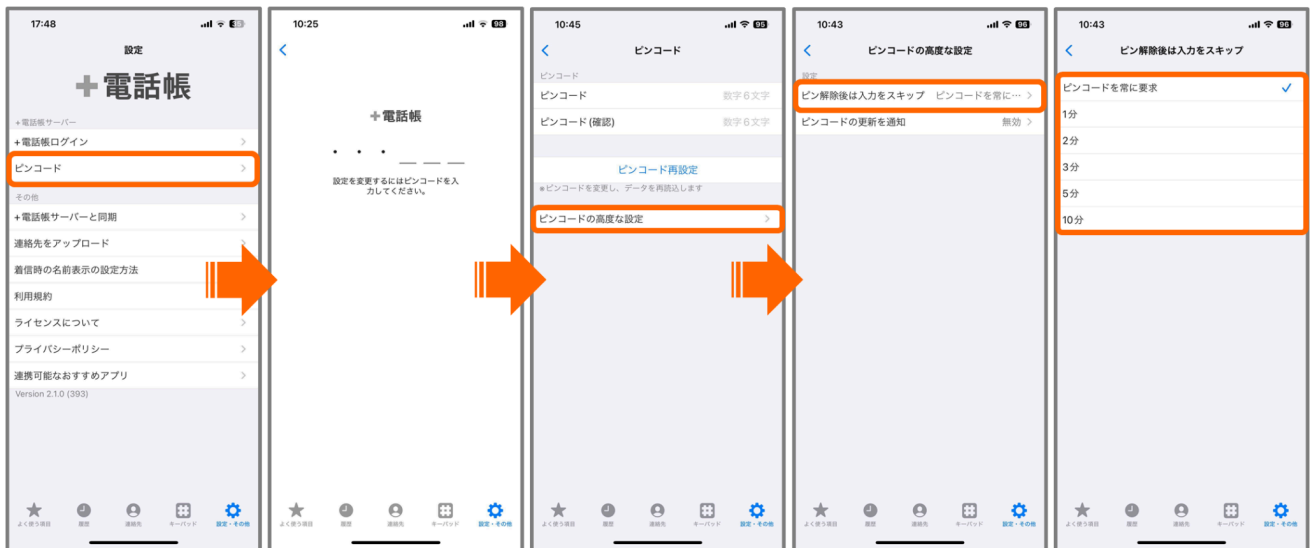 17:48
設定
+電話帳
+電話帳サーバー
+電話帳ログイン
ピンコード
その他
+電話帳サーバーと同期
連絡先をアップロード
着信時の名前表示の設定方法
利用規約
ライセンスについて
プライバシーポリシー
連携可能なおすすめアプリ
Version 2.1.0 (393)
よく使う項目 履歴 連絡先 キーパッド 設定・その他
10:25 98
+電話帳
設定を変更するにはピンコードを入
力してください。
よく使う項目 履歴 連絡先 キーパッド 設定・その他
10:45 95
ピンコード
ピンコード
ピンコード 数字6文字
ピンコード (確認) 数字6文字
ピンコード再設定
※ピンコードを変更し、データを再読込します
ピンコードの高度な設定
よく使う項目 履歴 連絡先 キーパッド 設定・その他
10:43 96
ピンコードの高度な設定
設定
ピン解除後は入力をスキップ ピンコードを常に…
ピンコードの更新を通知 無効
よく使う項目 履歴 連絡先 キーパッド 設定・その他
10:43 96
ピン解除後は入力をスキップ
ピンコードを常に要求
1分
2分
3分
5分
10分
よく使う項目 履歴 連絡先 キーパッド 設定・その他